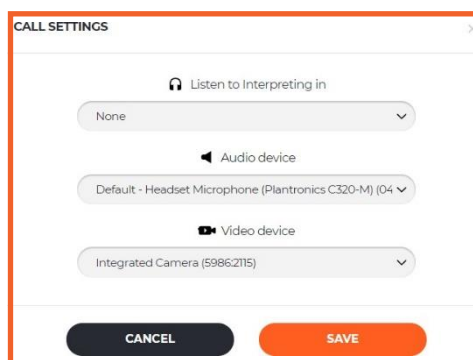 CALL SETTINGS
Listen to Interpreting in
None
Audio device
Default - Headset Microphone (Plantronics C320-M) (04
Video device
Integrated Camera (5986:2115)
CANCEL SAVE